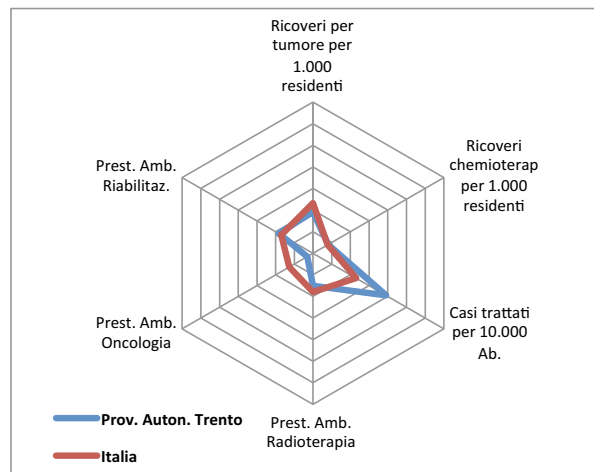 Ricoveri per
tumore per
1.000
residenti
Ricoveri
chemioterap
per 1.000
residenti
Casi trattati
per 10.000
Ab.
Prest. Amb.
Radioterapia
Prest. Amb.
Oncologia
Prest. Amb.
Riabilitaz.
Prov. Auton. Trento
Italia